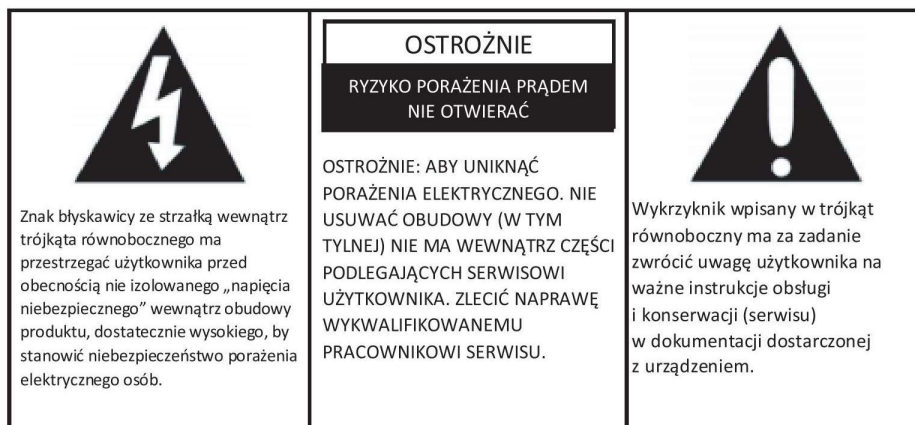 Znak błyskawicy ze strzałką wewnątrz
trójkąta równobocznego ma
przestrzegać użytkownika przed
obecnością nie izolowanego „napięcia
niebezpiecznego” wewnątrz obudowy
produktu, dostatecznie wysokiego, by
stanowić niebezpieczeństwo porażenia
elektrycznego osób.
OSTROŻNIE
RYZYKO PORAŻENIA PRĄDEM
NIE OTWIERAĆ
OSTROŻNIE: ABY UNIKNĄĆ
PORAŻENIA ELEKTRYCZNEGO. NIE
USUWAĆ OBUDOWY (W TYM
TYLNEJ) NIE MA WEWNĄTRZ CZĘŚCI
PODLEGAJĄCYCH SERWISOWI
UŻYTKOWNIKA. ZLECIĆ NAPRAWĘ
WYKWALIFIKOWANEMU
PRACOWNIKOWI SERWISU.
Wykrzyknik wpisany w trójkąt
równoboczny ma za zadanie
zwrócić uwagę użytkownika na
ważne instrukcje obsługi
i konserwacji (serwisu)
w dokumentacji dostarczonej
z urządzeniem.